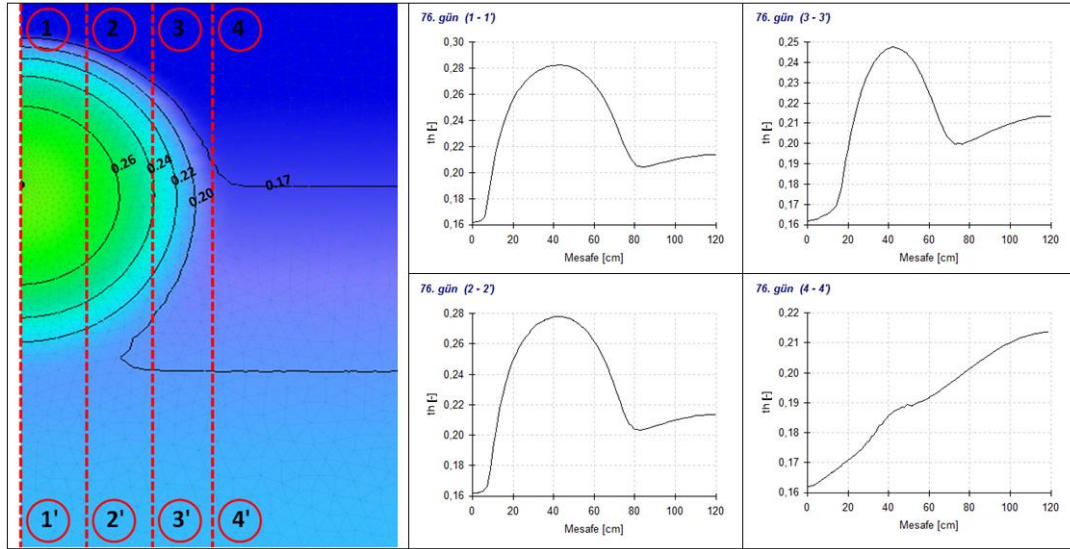 1 2 3 4
0.26
0.24
0.22
0.20
0.17
1' 2' 3' 4'
76. gün (1 - 1')
0,30
0,28
0,26
0,24
0,22
0,20
0,18
0,16
th [-]
0 20 40 60 80 100 120
Mesafe [cm]
76. gün (3 - 3')
0,25
0,23
0,22
0,21
0,20
0,19
0,18
0,17
0,16
th [-]
0 20 40 60 80 100 120
Mesafe [cm]
76. gün (2 - 2')
0,28
0,26
0,24
0,22
0,20
0,18
0,16
th [-]
0 20 40 60 80 100 120
Mesafe [cm]
76. gün (4 - 4')
0,22
0,21
0,20
0,19
0,18
0,17
0,16
th [-]
0 20 40 60 80 100 120
Mesafe [cm]